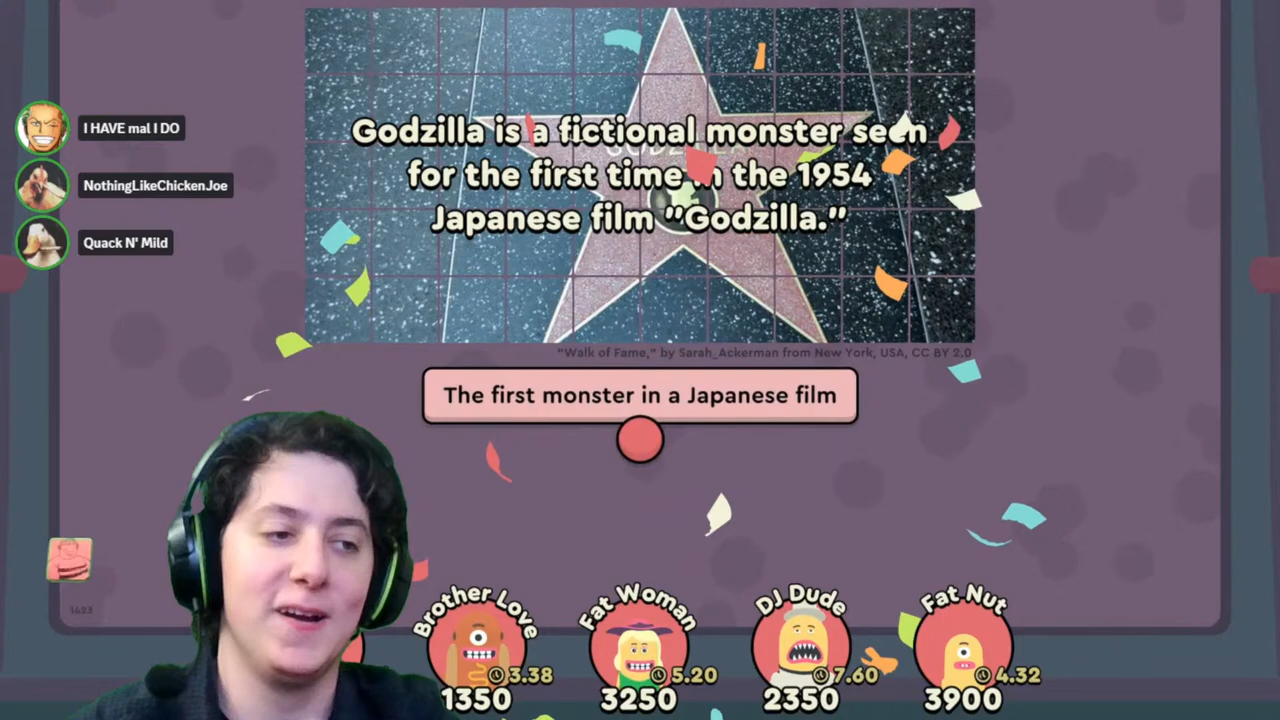 Godzilla is a fictional monster seen
for the first time in the 1954
Japanese film "Godzilla."
"Walk of Fame," by Sarah_Ackerman from New York, USA, CC BY 2.0
I HAVE mal I DO
NothingLikeChickenJoe
Quack N' Mild
The first monster in a Japanese film
Brother Love
3.38
1350
Fat Woman
5.20
3250
DJ Dude
7.60
2350
Fat Nut
4.32
3900
1423